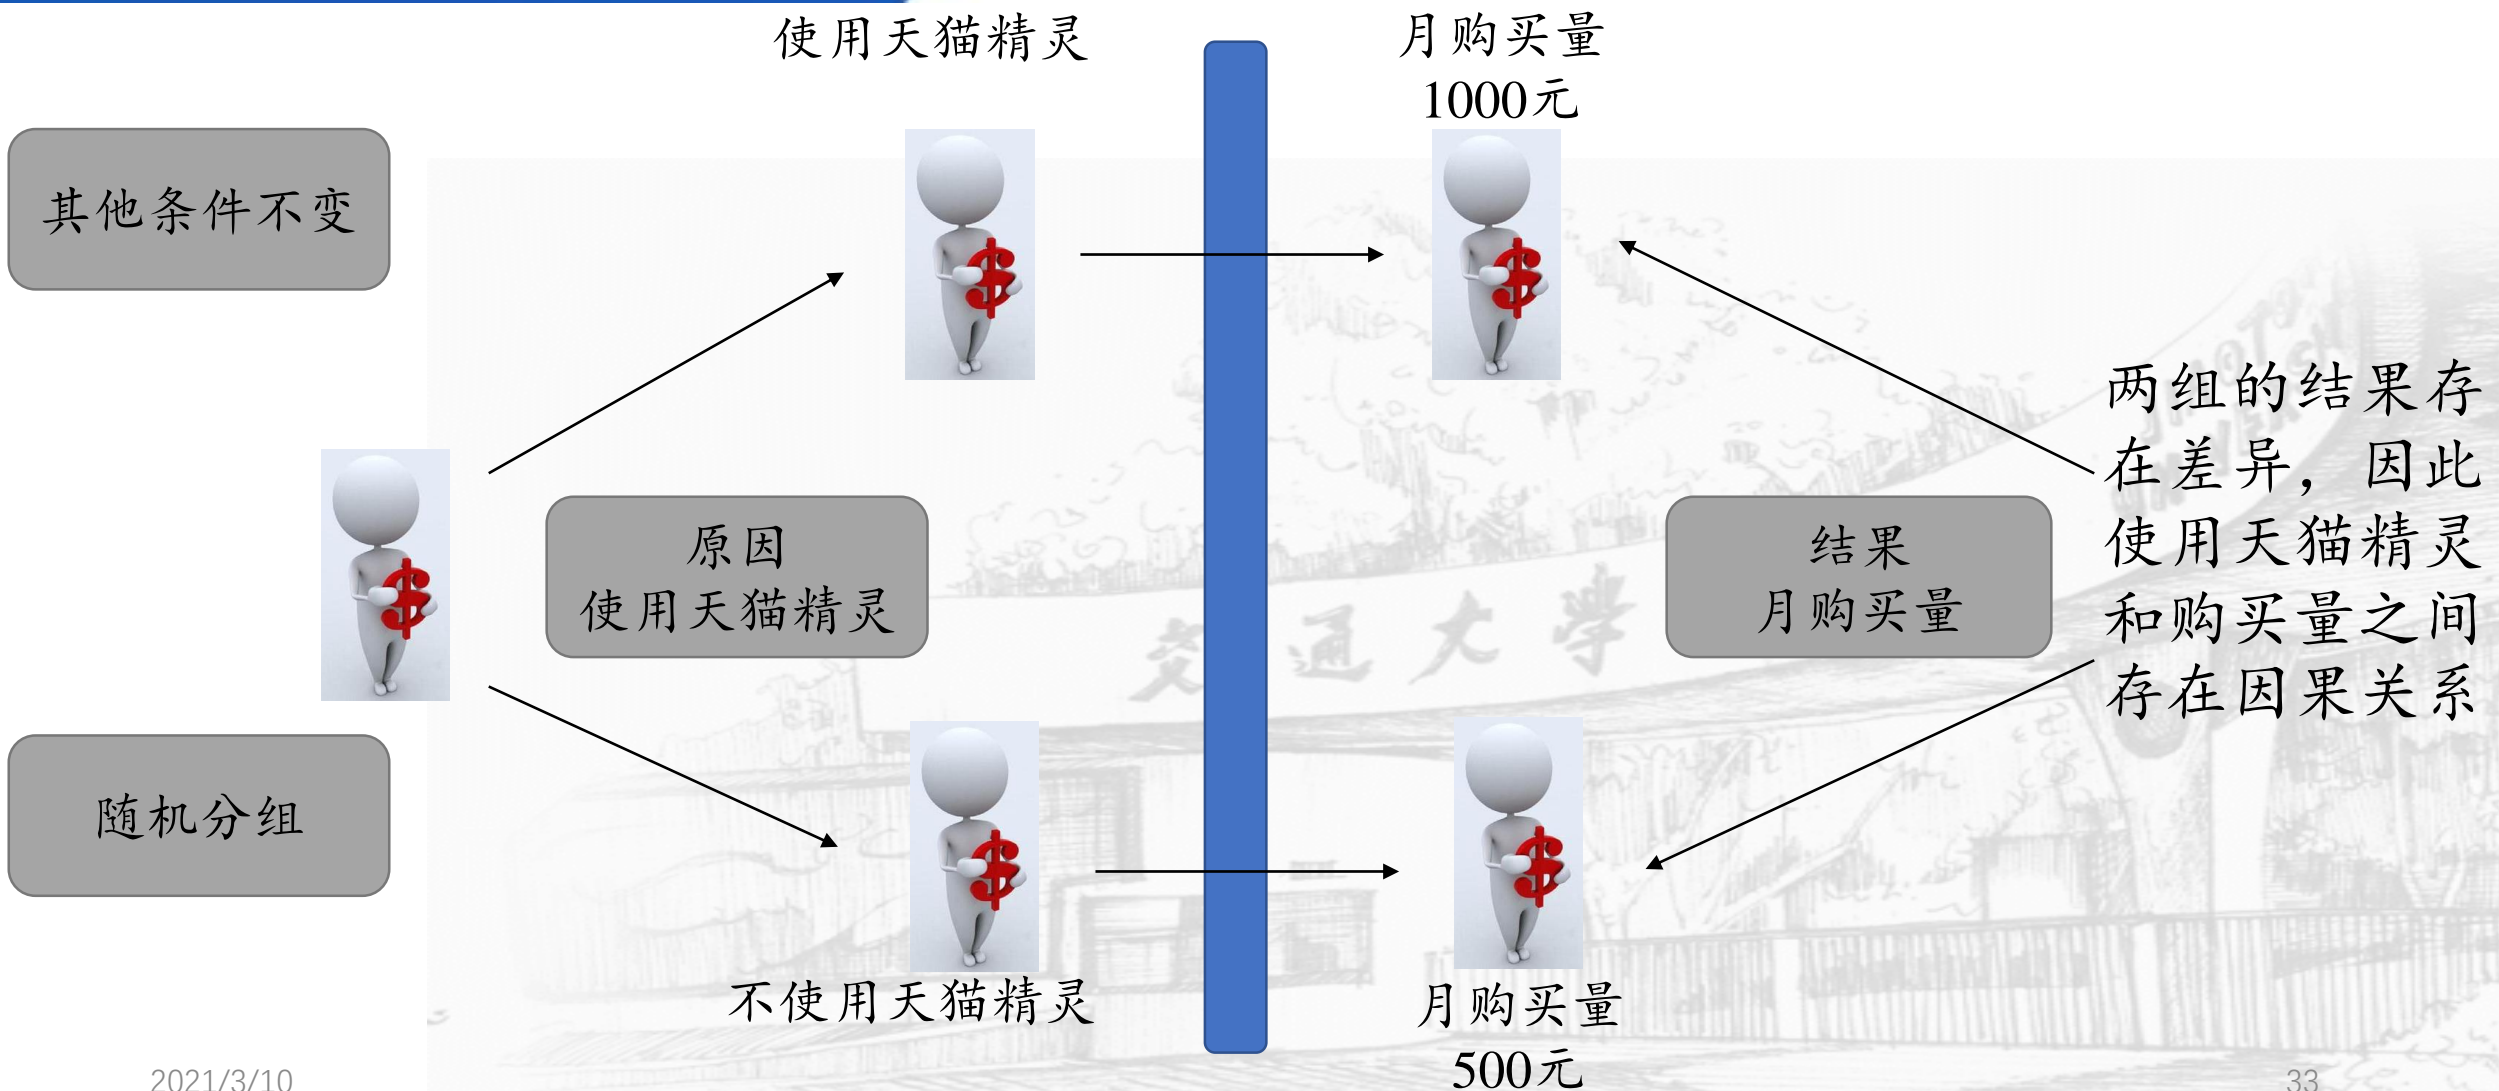 使用天猫精灵
月购买量
1000元
其他条件不变
原因
使用天猫精灵
结果
月购买量
两组的结果存
在差异，因此
使用天猫精灵
和购买量之间
存在因果关系
交通大学
随机分组
不使用天猫精灵
月购买量
500元
2021/3/10
33